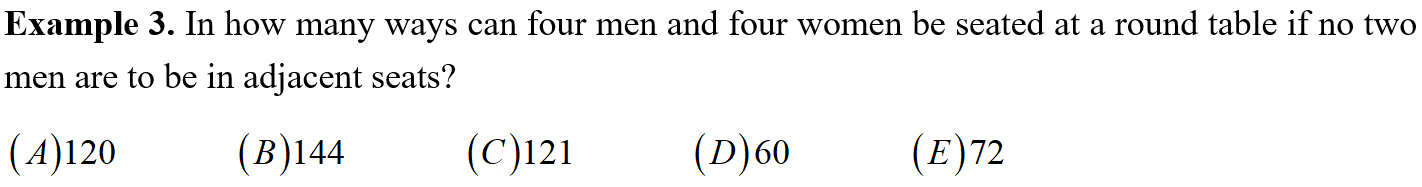 Example 3. In how many ways can four men and four women be seated at a round table if no two
men are to be in adjacent seats?
(A)120 (B)144 (C)121 (D)60 (E)72